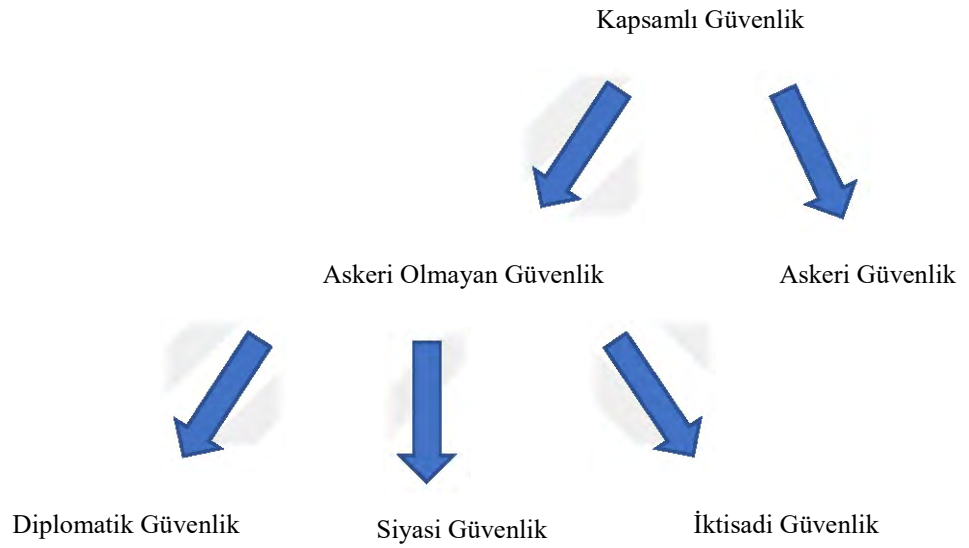 Kapsamlı Güvenlik
Askeri Olmayan Güvenlik
Askeri Güvenlik
Diplomatik Güvenlik
Siyasi Güvenlik
İktisadi Güvenlik